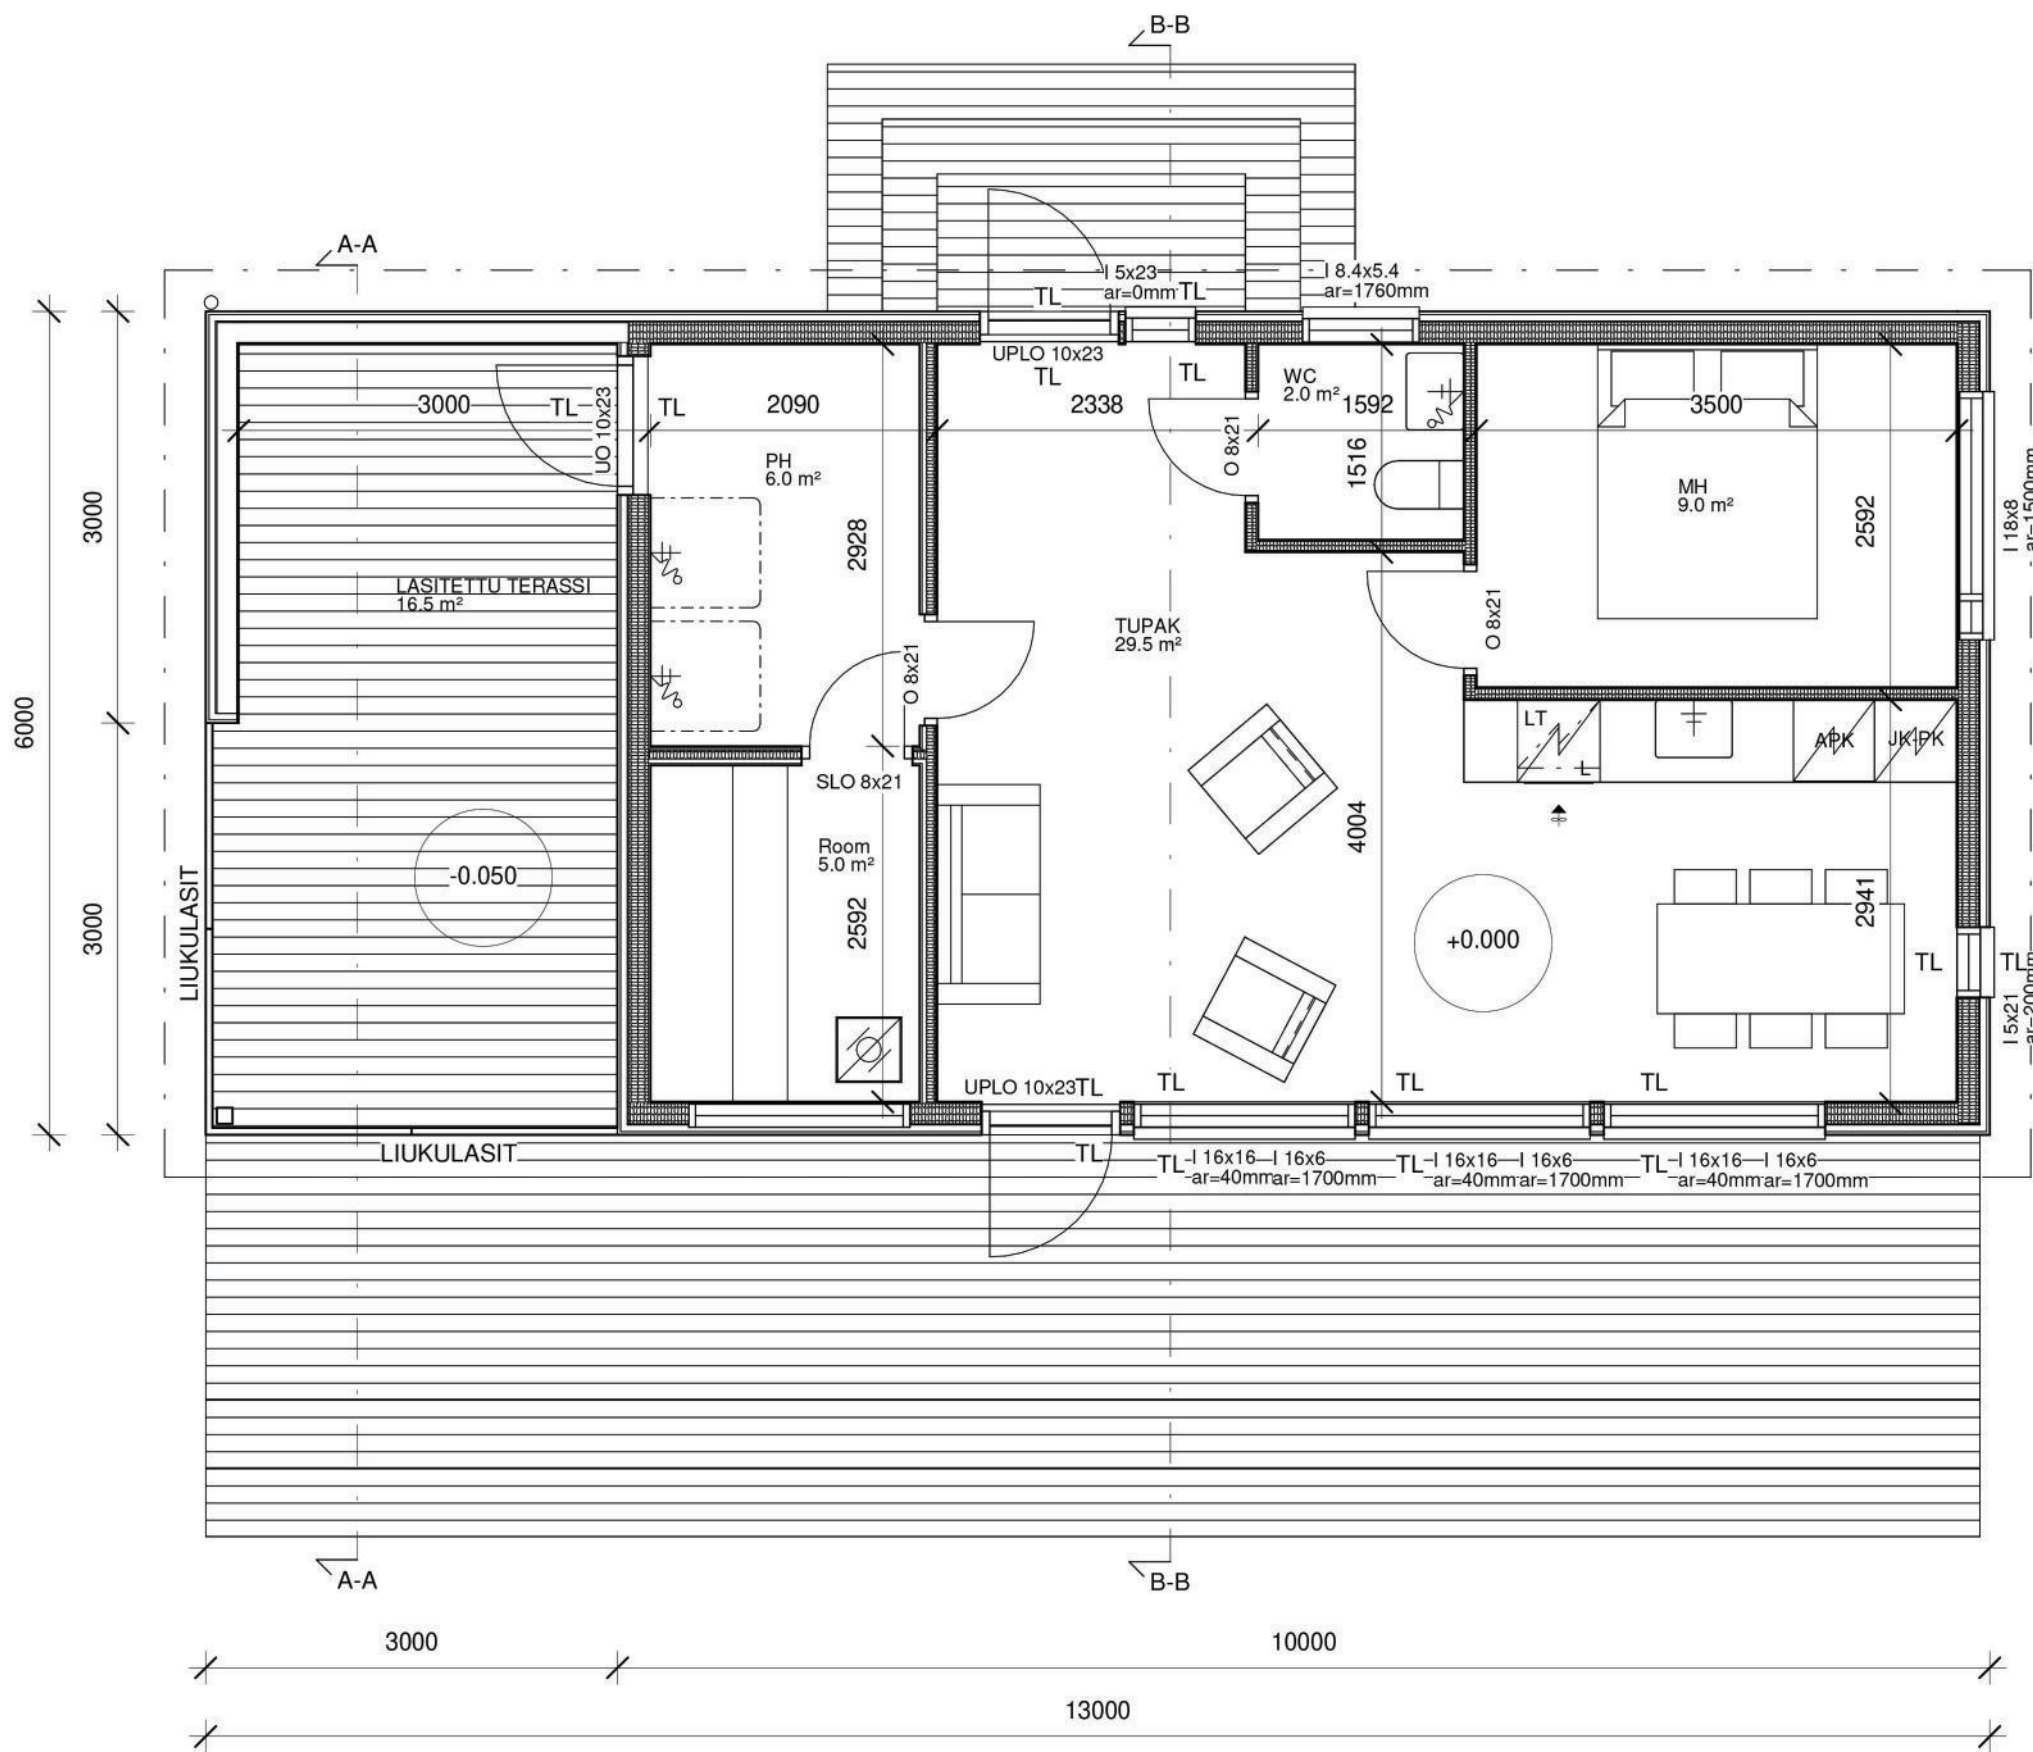 B-B
A-A
I 5x23
ar=0mm
TL
TL
I 8.4x5.4
ar=1760mm
UPLO 10x23
TL
TL
WC
2.0 m²
3000
TL
UO 10x23
TL
2090
2338
O 8x21
1592
1516
3500
PH
6.0 m²
MH
9.0 m²
I 18x8
ar=1500mm
3000
2928
2592
LASITETTU TERASSI
16.5 m²
O 8x21
O 8x21
TUPAK
29.5 m²
6000
LT
L
APK
JK-PK
SLO 8x21
4004
Room
5.0 m²
-0.050
LIUKULASIT
3000
2592
+0.000
2941
TL
TL
I 5x21
ar=200mm
UPLO 10x23
TL
TL
TL
TL
LIUKULASIT
TL
TL
I 16x16
I 16x6
ar=40mm
ar=1700mm
TL
I 16x16
I 16x6
ar=40mm
ar=1700mm
TL
I 16x16
I 16x6
ar=40mm
ar=1700mm
A-A
B-B
3000
10000
13000